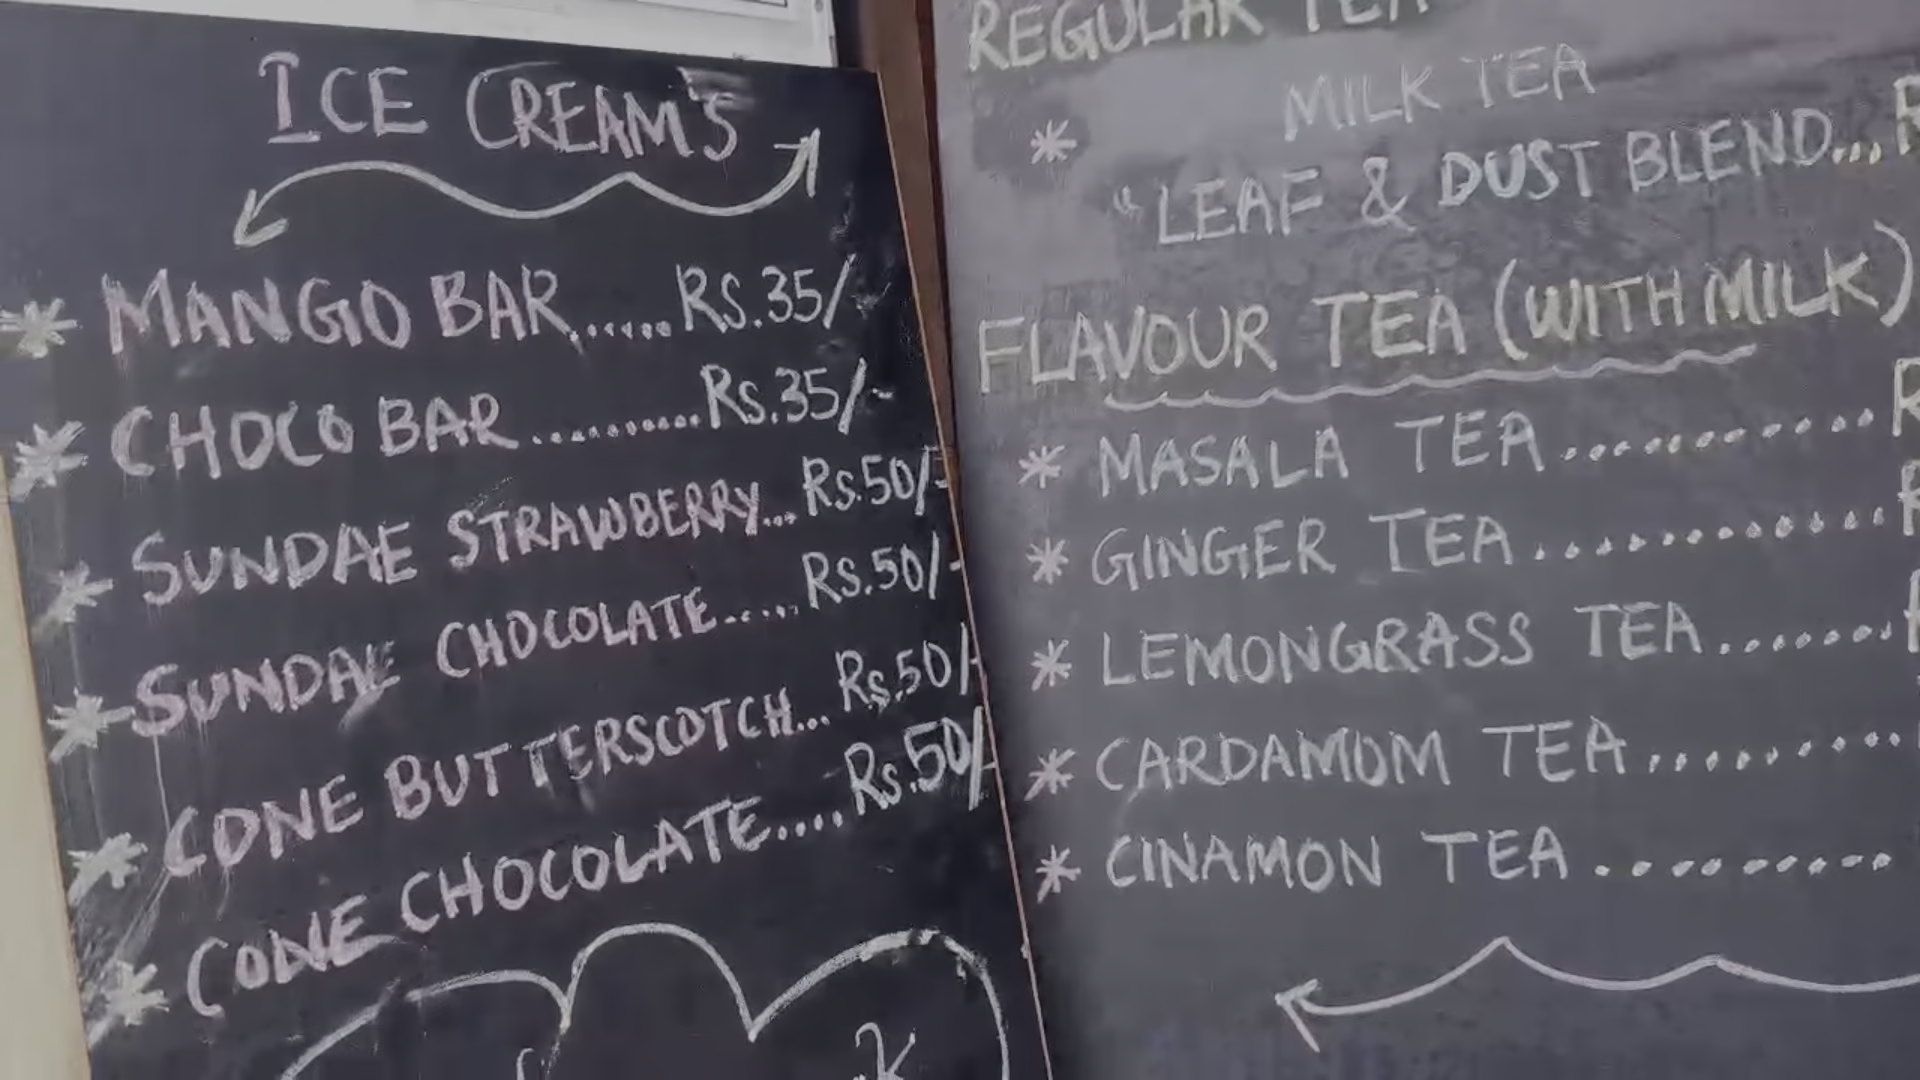 ICE CREAM'S
* MANGO BAR...... RS.35/
* CHOCO BAR .......... Rs.35/-
* SUNDAE STRAWBERRY... Rs.50/-
* SUNDAE CHOCOLATE..... Rs.50/-
* CONE BUTTERSCOTCH... Rs.50/-
* CONE CHOCOLATE.... Rs.50/-
REGULAR TEA
MILK TEA
* "LEAF & DUST BLEND...
FLAVOUR TEA (WITH MILK)
* MASALA TEA...........
* GINGER TEA............
* LEMONGRASS TEA.......
* CARDAMOM TEA.........
* CINAMON TEA..........